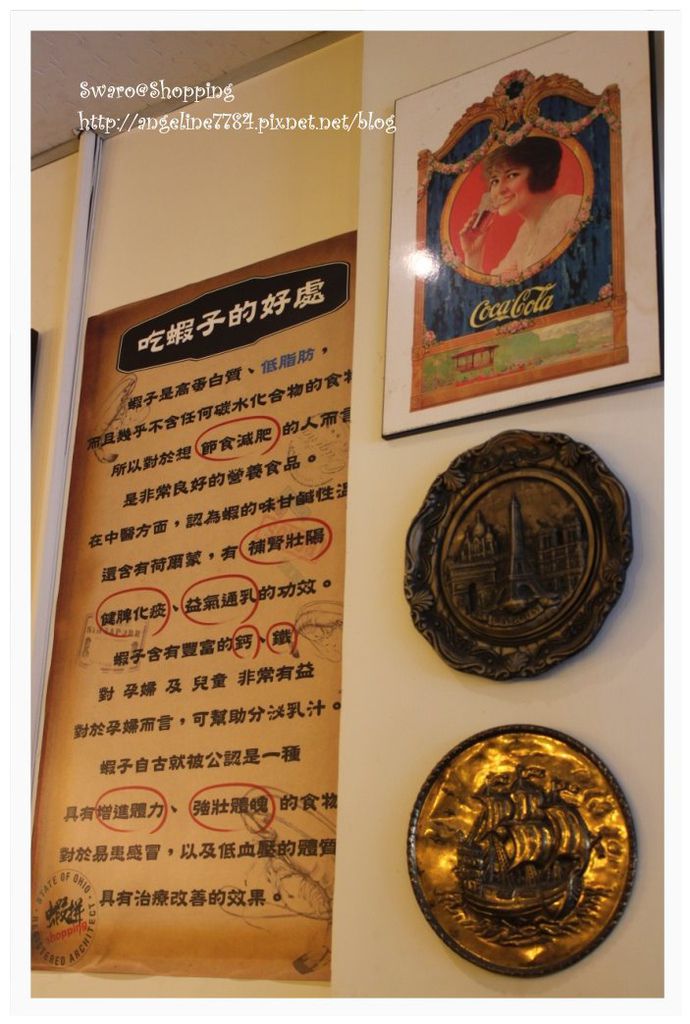 Swaro@Shopping
http://angeline7784.pixnet.net/blog
Coca-Cola
吃蝦子的好處
蝦子是高蛋白質、低脂肪，
而且幾乎不含任何碳水化合物的食物
所以對於想 節食減肥 的人而言
是非常良好的營養食品。
在中醫方面，認為蝦的味甘鹹性溫
還含有荷爾蒙，有 補腎壯陽
健脾化痰、益氣通乳的功效。
蝦子含有豐富的鈣、鐵
對 孕婦 及 兒童 非常有益
對於孕婦而言，可幫助分泌乳汁。
蝦子自古就被公認是一種
具有增進體力、強壯體魄 的食物
對於易患感冒，以及低血壓的體質
具有治療改善的效果。
STATE OF OHIO
蝦拼
shopping
REGISTERED ARCHITECT